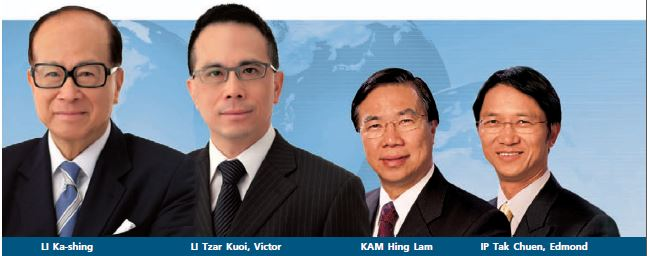 LI Ka-shing
LI Tzar Kuoi, Victor
KAM Hing Lam
IP Tak Chuen, Edmond